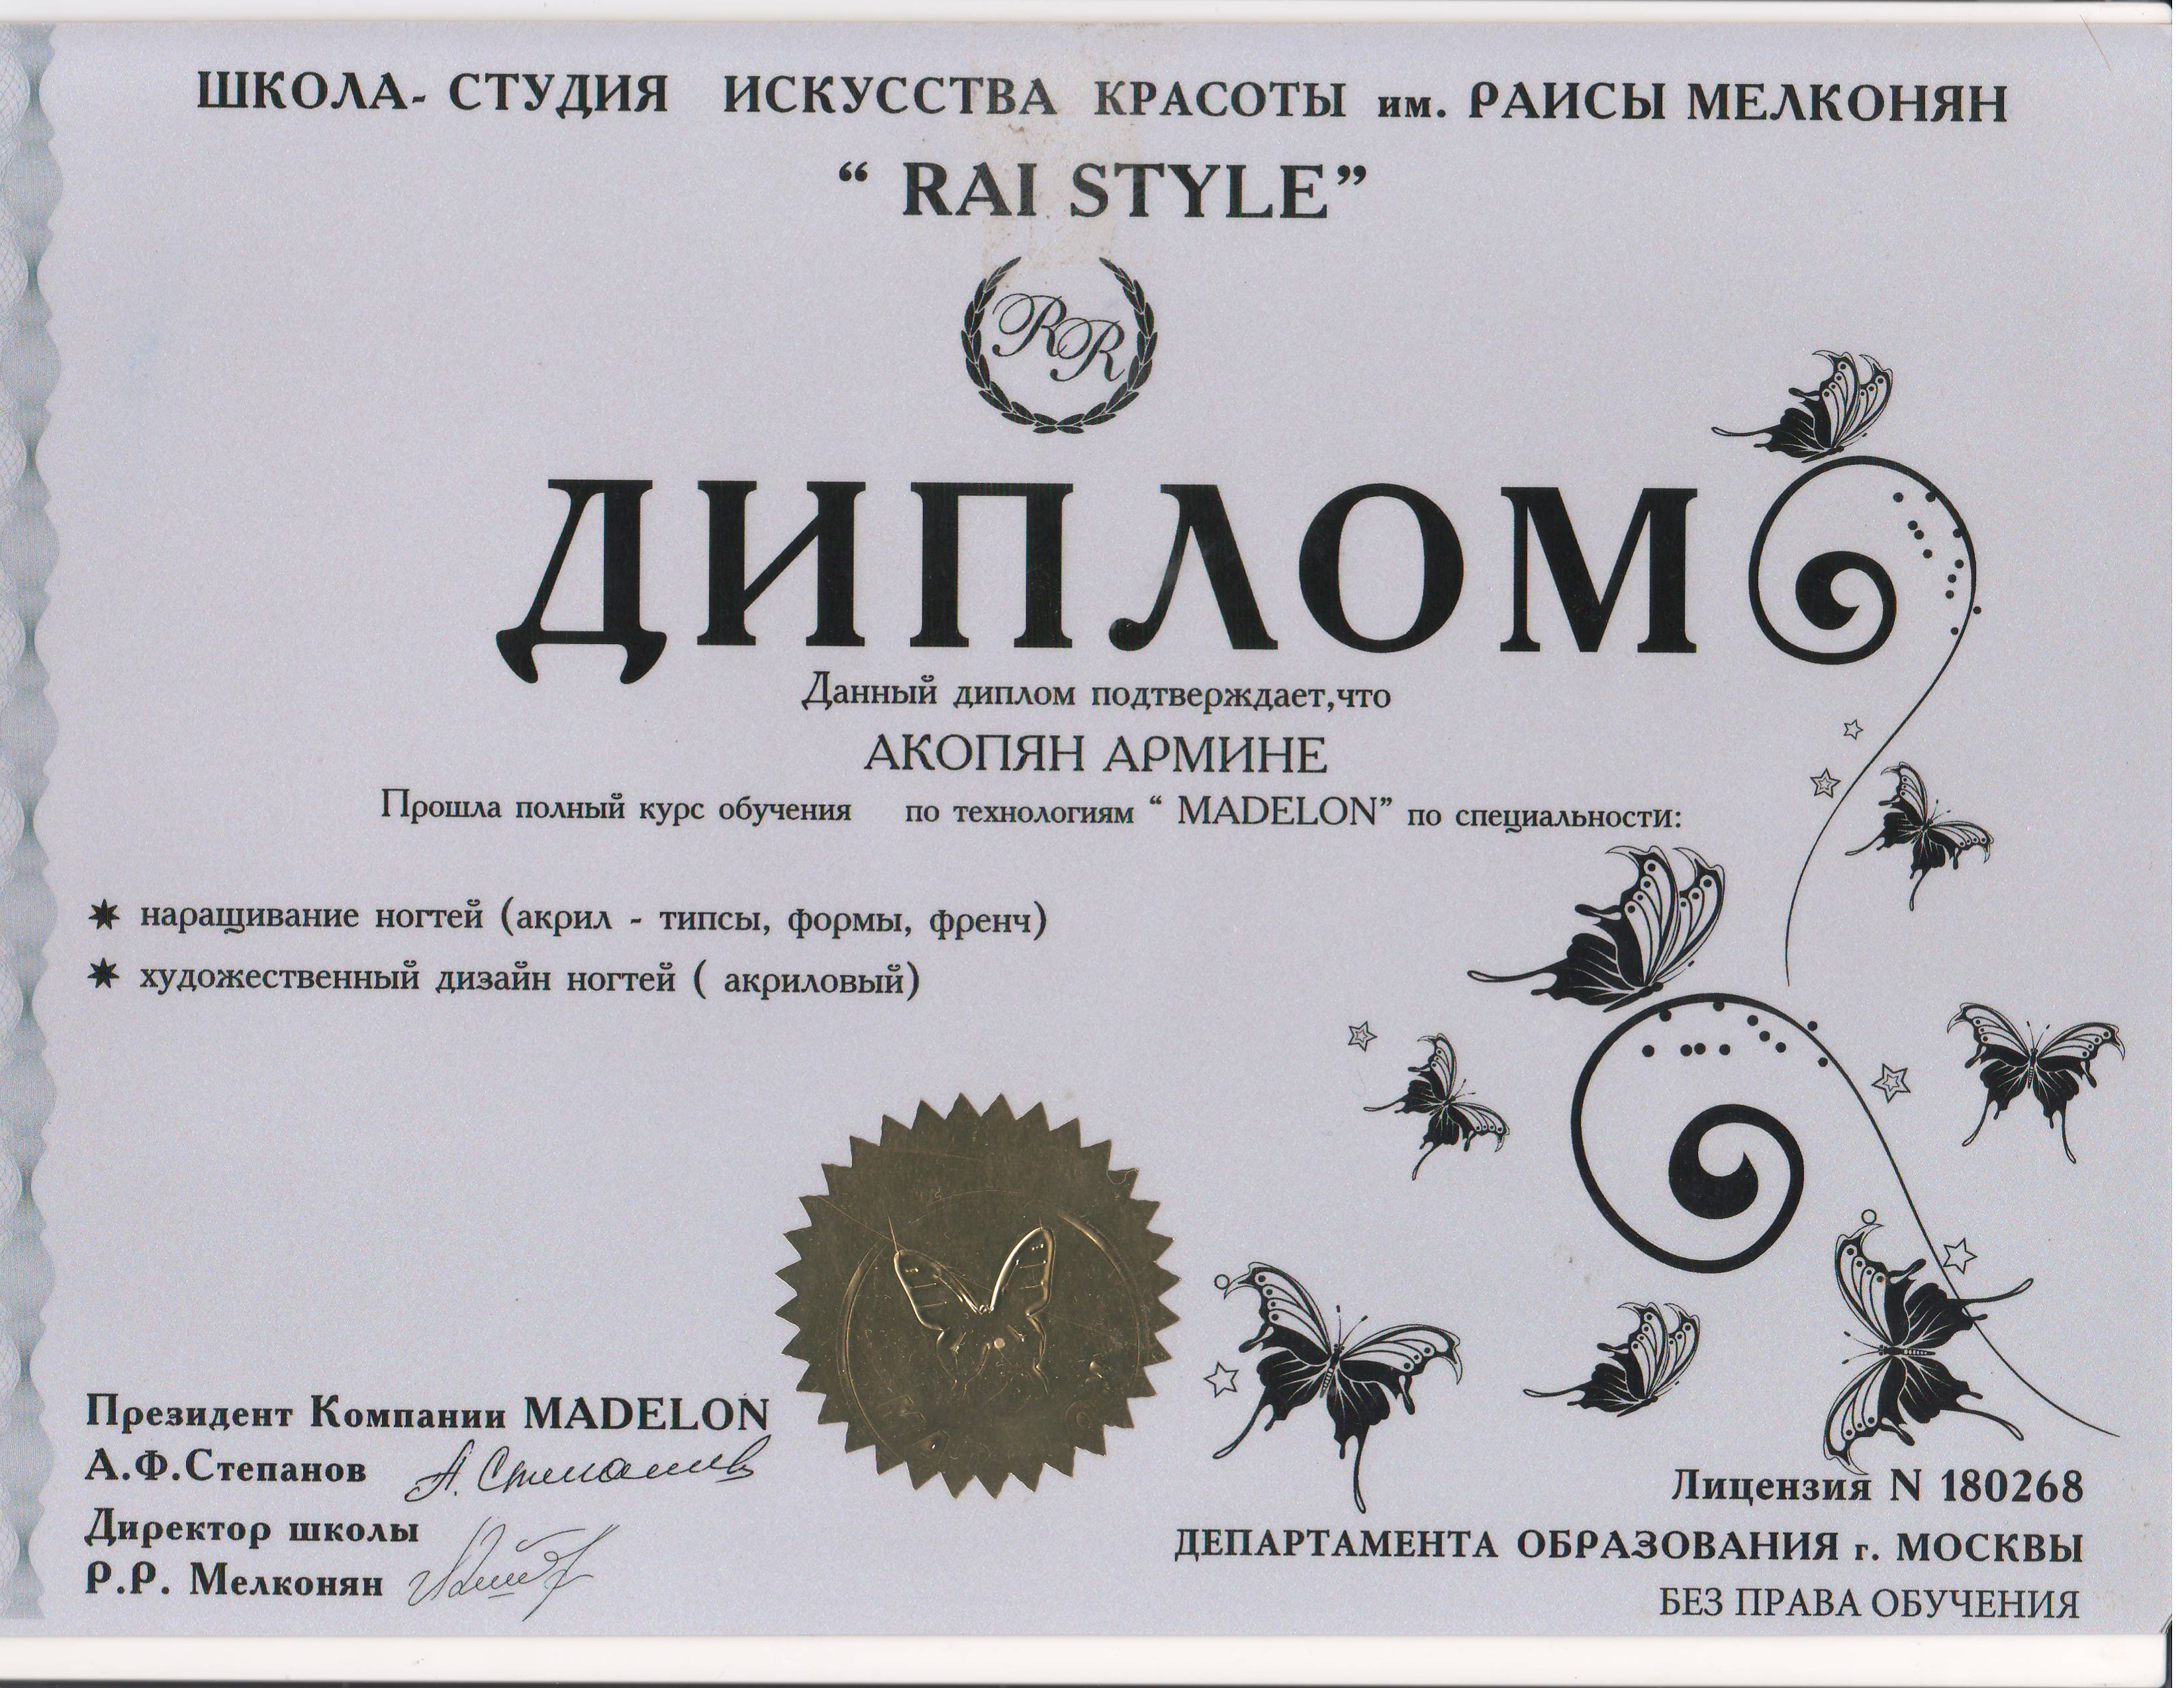 ШКОЛА- СТУДИЯ ИСКУССТВА КРАСОТЫ им. РАИСЫ МЕЛКОНЯН
“ RAI STYLE”
RR
ДИПЛОМ
Данный диплом подтверждает,что
АКОПЯН АРМИНЕ
Прошла полный курс обучения по технологиям “ MADELON” по специальности:
✷ наращивание ногтей (акрил - типсы, формы, френч)
✷ художественный дизайн ногтей ( акриловый)
Президент Компании MADELON
А.Ф.Степанов А. Степанов
Директор школы
Р.Р. Мелконян
Лицензия N 180268
ДЕПАРТАМЕНТА ОБРАЗОВАНИЯ г. МОСКВЫ
БЕЗ ПРАВА ОБУЧЕНИЯ